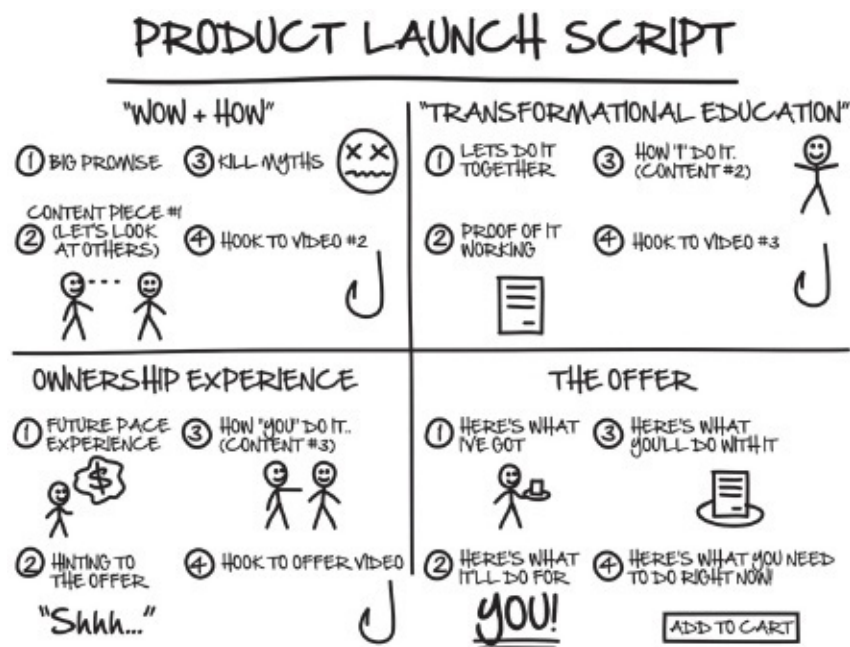 PRODUCT LAUNCH SCRIPT
"WOW + HOW"
1 BIG PROMISE
CONTENT PIECE #1
2 (LET'S LOOK
AT OTHERS)
3 KILL MYTHS
4 HOOK TO VIDEO #2
"TRANSFORMATIONAL EDUCATION"
1 LETS DO IT
TOGETHER
2 PROOF OF IT
WORKING
3 HOW "I" DO IT.
(CONTENT #2)
4 HOOK TO VIDEO #3
OWNERSHIP EXPERIENCE
1 FUTURE PACE
EXPERIENCE
$
2 HINTING TO
THE OFFER
"Shhh..."
3 HOW "YOU" DO IT..
(CONTENT #3)
4 HOOK TO OFFER VIDEO
THE OFFER
1 HERE'S WHAT
I'VE GOT
2 HERE'S WHAT
IT'LL DO FOR
YOU!
3 HERE'S WHAT
YOU'LL DO WITH IT
4 HERE'S WHAT YOU NEED
TO DO RIGHT NOW!
ADD TO CART